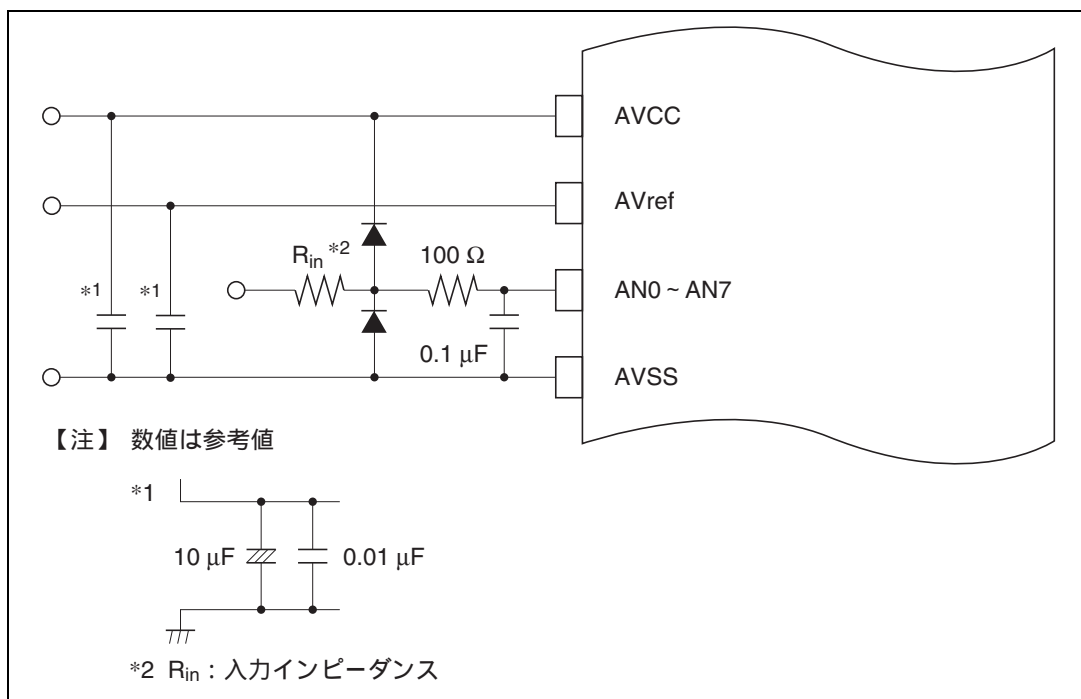 AVCC
AVref
Rin *2
100 Ω
*1
*1
AN0 ~ AN7
0.1 μF
AVSS
【注】 数値は参考値
*1
10 μF
0.01 μF
*2 Rin : 入力インピーダンス